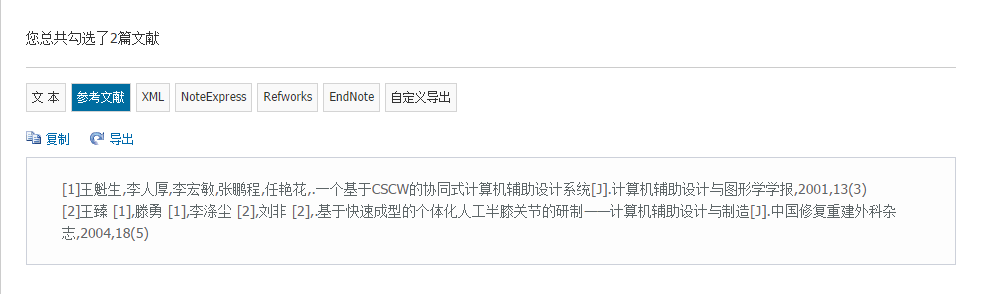 您总共勾选了2篇文献
文 本 参考文献 XML NoteExpress Refworks EndNote 自定义导出
复制 导出
[1]王魁生,李人厚,李宏敏,张鹏程,任艳花,.一个基于CSCW的协同式计算机辅助设计系统[J].计算机辅助设计与图形学学报,2001,13(3)
[2]王臻 [1],滕勇 [1],李涤尘 [2],刘非 [2],.基于快速成型的个体化人工半膝关节的研制——计算机辅助设计与制造[J].中国修复重建外科杂
志,2004,18(5)